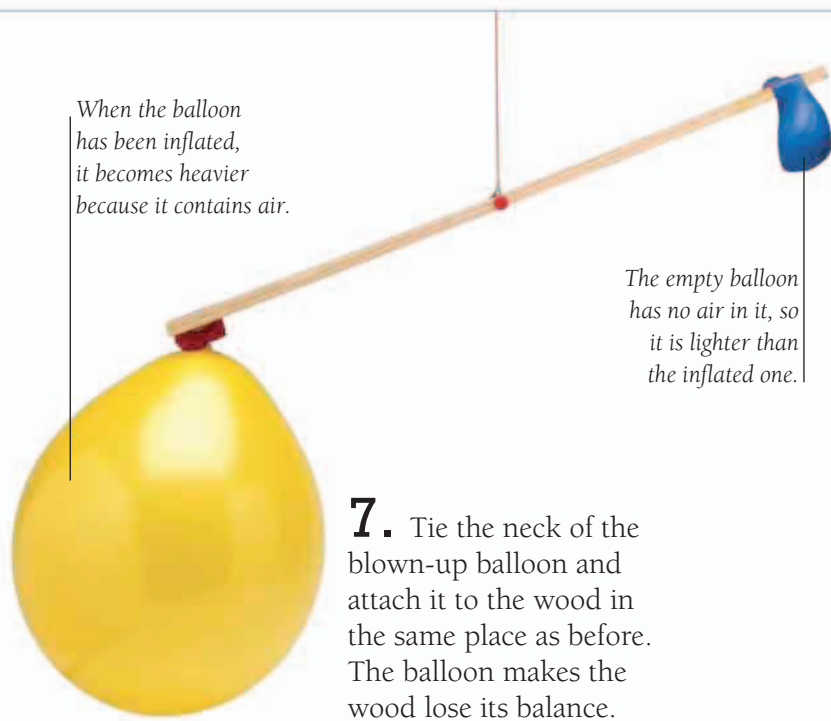 When the balloon
has been inflated,
it becomes heavier
because it contains air.
The empty balloon
has no air in it, so
it is lighter than
the inflated one.
7. Tie the neck of the
blown-up balloon and
attach it to the wood in
the same place as before.
The balloon makes the
wood lose its balance.